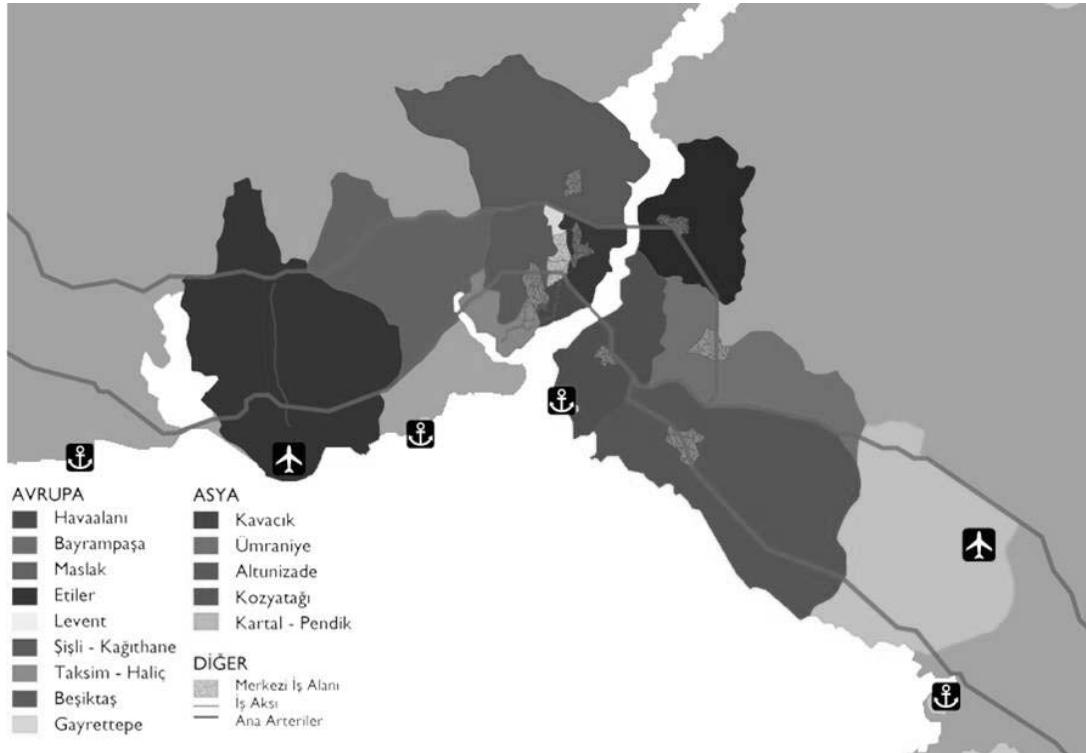 AVRUPA
Havaalanı
Bayrampaşa
Maslak
Etiler
Levent
Şişli - Kağıthane
Taksim - Haliç
Beşiktaş
Gayrettepe
ASYA
Kavacık
Ümraniye
Altunizade
Kozyatağı
Kartal - Pendik
DİĞER
Merkezi İş Alanı
İş Aksı
Ana Arteriler